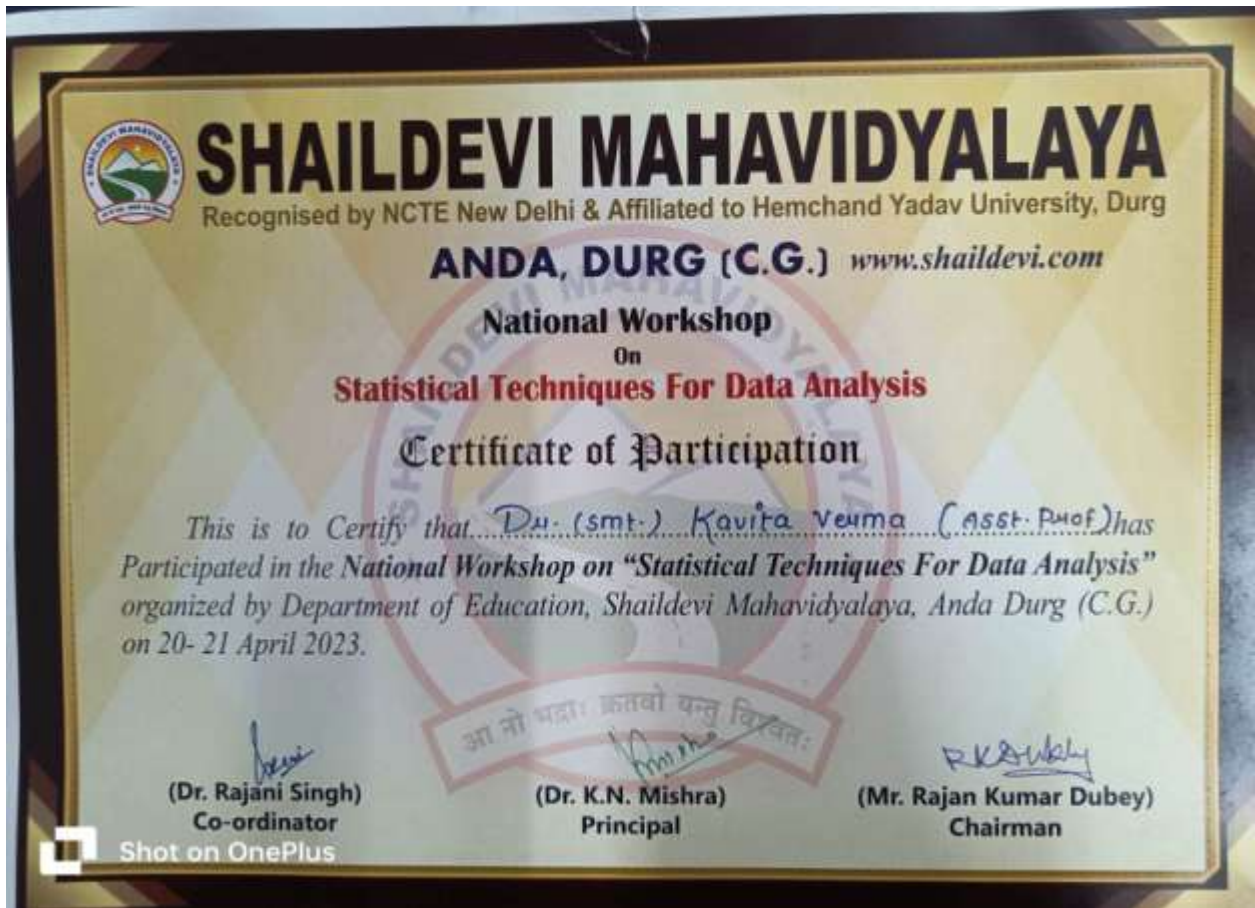 SHAILDEVI MAHAVIDYALAYA
Recognised by NCTE New Delhi & Affiliated to Hemchand Yadav University, Durg
ANDA, DURG (C.G.) www.shaildevi.com
National Workshop
On
Statistical Techniques For Data Analysis
Certificate of Participation
This is to Certify that Dr. (smt.) Kavita Verma (Asst. Prof) has
Participated in the National Workshop on “Statistical Techniques For Data Analysis”
organized by Department of Education, Shaildevi Mahavidyalaya, Anda Durg (C.G.)
on 20- 21 April 2023.
SHAILDEVI MAHAVIDYALAYA
आ नो भद्राः क्रतवो यन्तु विश्वतः
(Dr. Rajani Singh) (Dr. K.N. Mishra) (Mr. Rajan Kumar Dubey)
Co-ordinator Principal Chairman
Shot on OnePlus